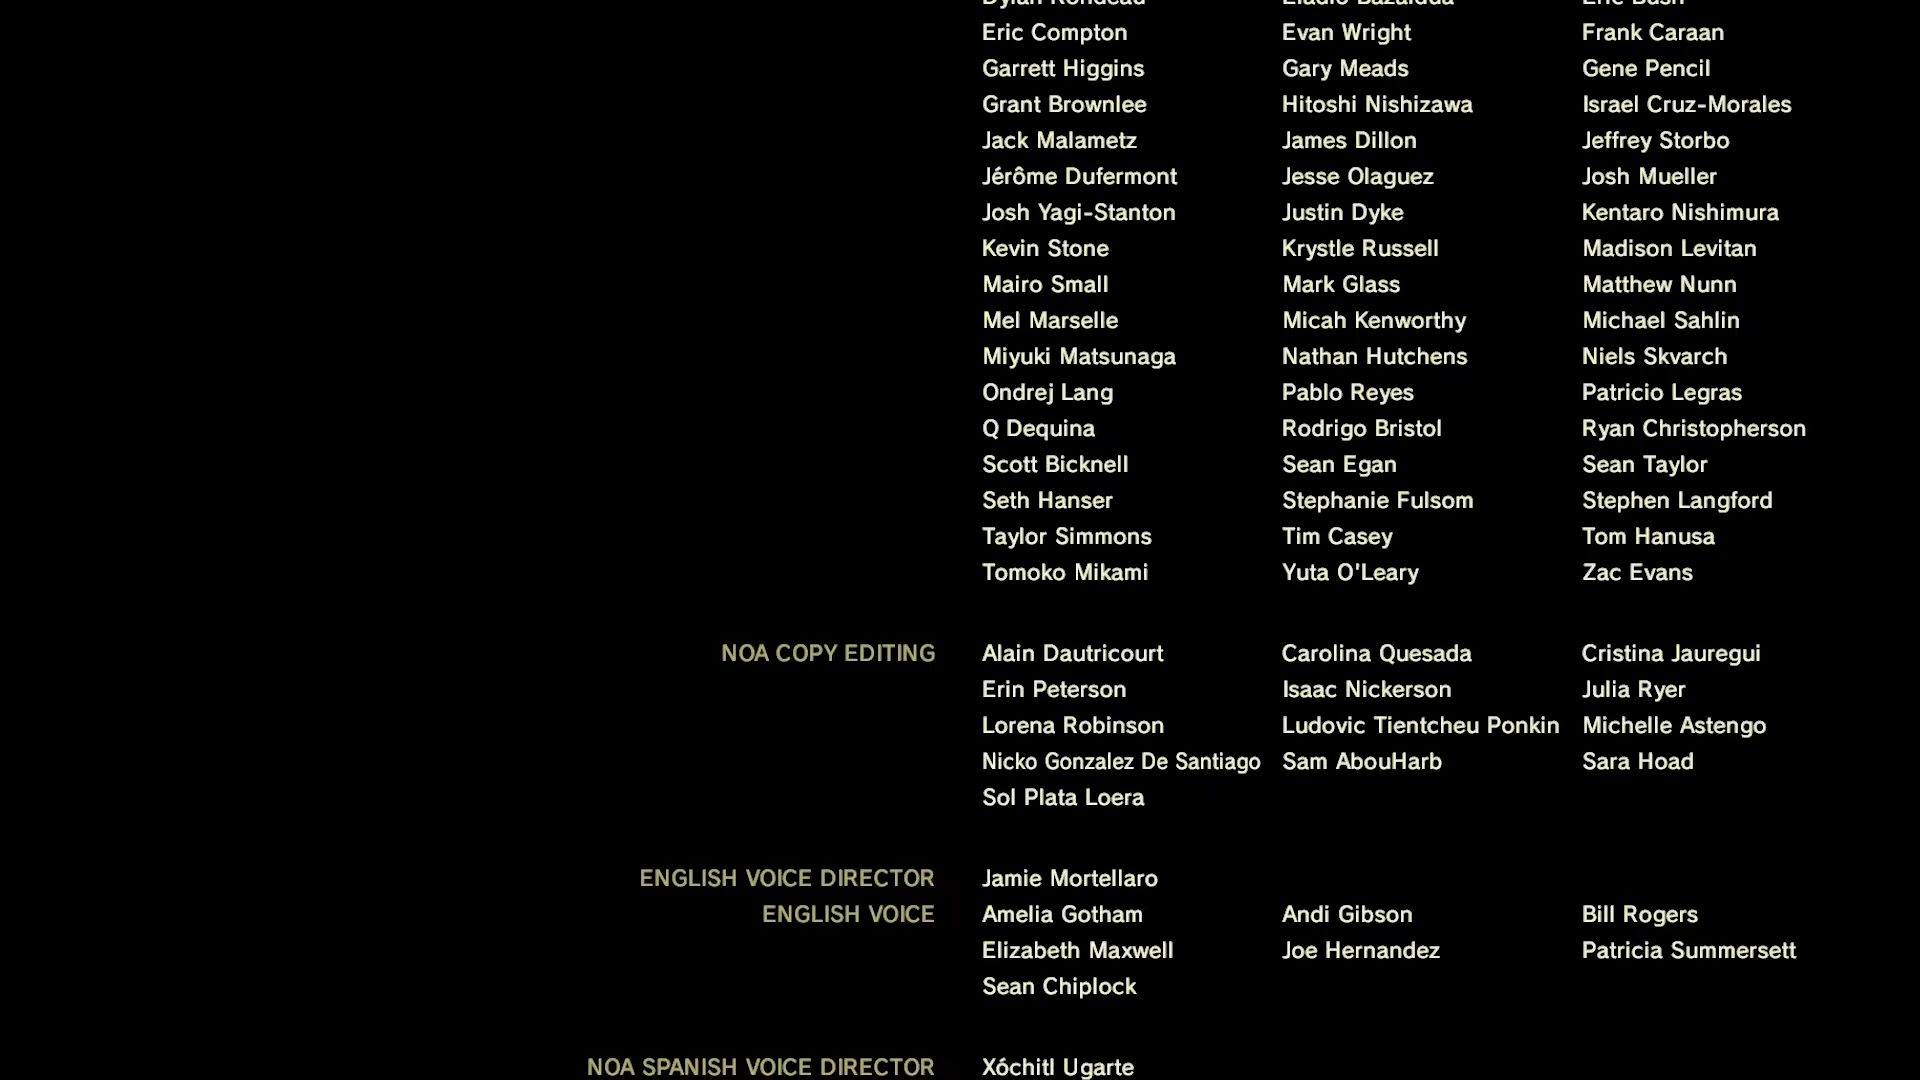 Dylan Rondeau Eladio Bazaldua Eric Bush
Eric Compton Evan Wright Frank Caraan
Garrett Higgins Gary Meads Gene Pencil
Grant Brownlee Hitoshi Nishizawa Israel Cruz-Morales
Jack Malametz James Dillon Jeffrey Storbo
Jérôme Dufermont Jesse Olaguez Josh Mueller
Josh Yagi-Stanton Justin Dyke Kentaro Nishimura
Kevin Stone Krystle Russell Madison Levitan
Mairo Small Mark Glass Matthew Nunn
Mel Marselle Micah Kenworthy Michael Sahlin
Miyuki Matsunaga Nathan Hutchens Niels Skvarch
Ondrej Lang Pablo Reyes Patricio Legras
Q Dequina Rodrigo Bristol Ryan Christopherson
Scott Bicknell Sean Egan Sean Taylor
Seth Hanser Stephanie Fulsom Stephen Langford
Taylor Simmons Tim Casey Tom Hanusa
Tomoko Mikami Yuta O'Leary Zac Evans
NOA COPY EDITING Alain Dautricourt Carolina Quesada Cristina Jauregui
Erin Peterson Isaac Nickerson Julia Ryer
Lorena Robinson Ludovic Tientcheu Ponkin Michelle Astengo
Nicko Gonzalez De Santiago Sam AbouHarb Sara Hoad
Sol Plata Loera
ENGLISH VOICE DIRECTOR Jamie Mortellaro
ENGLISH VOICE Amelia Gotham Andi Gibson Bill Rogers
Elizabeth Maxwell Joe Hernandez Patricia Summersett
Sean Chiplock
NOA SPANISH VOICE DIRECTOR Xóchitl Ugarte